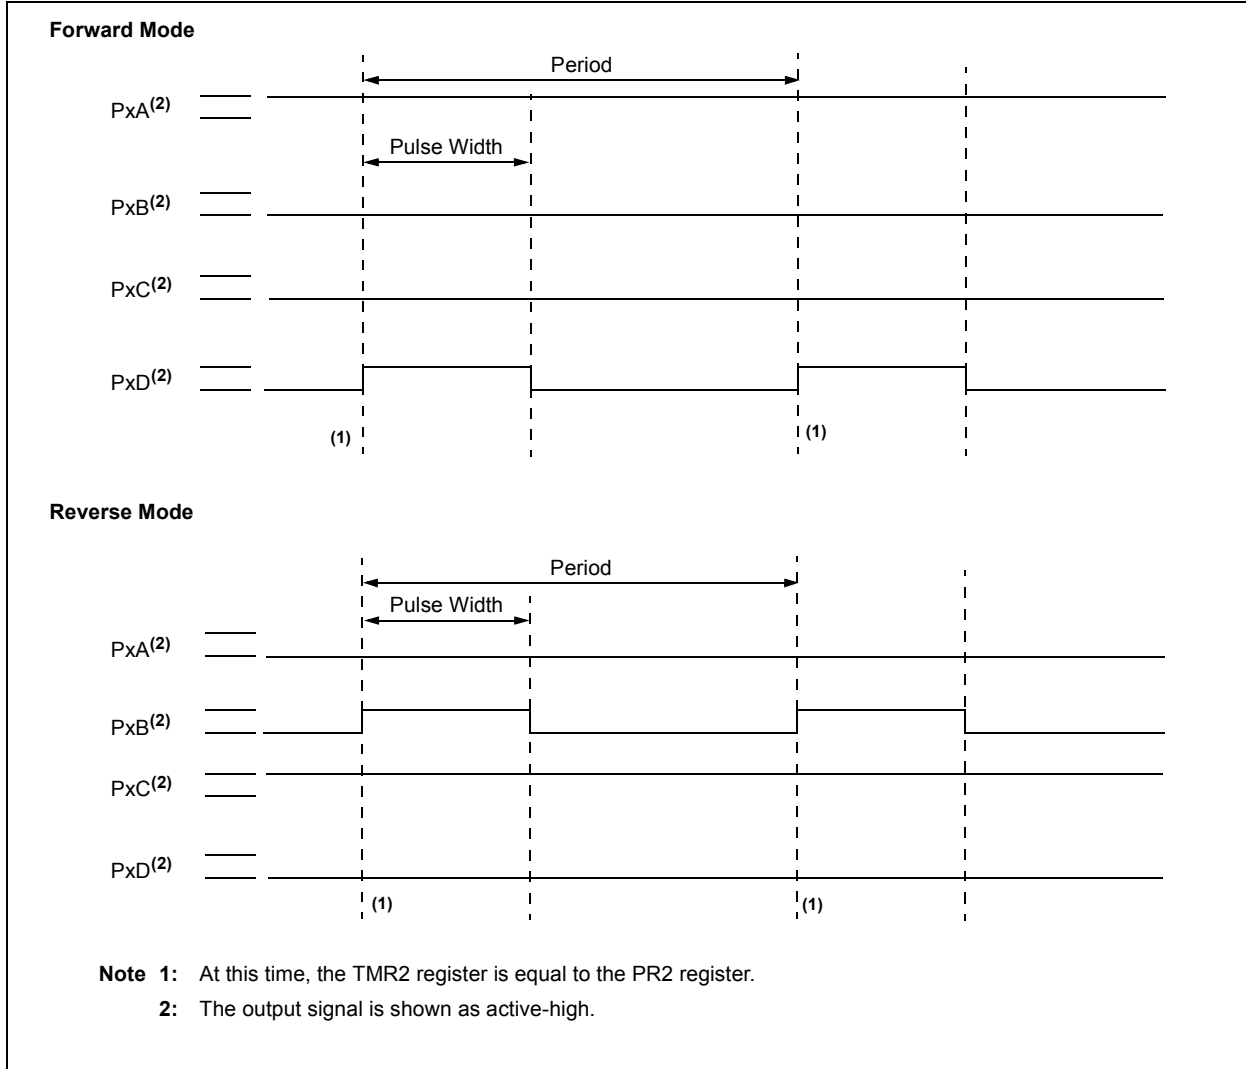 Forward Mode
Period
PxA(2)
Pulse Width
PxB(2)
PxC(2)
PxD(2)
(1)
(1)
Reverse Mode
Period
Pulse Width
PxA(2)
PxB(2)
PxC(2)
PxD(2)
(1)
(1)
Note 1: At this time, the TMR2 register is equal to the PR2 register.
2: The output signal is shown as active-high.